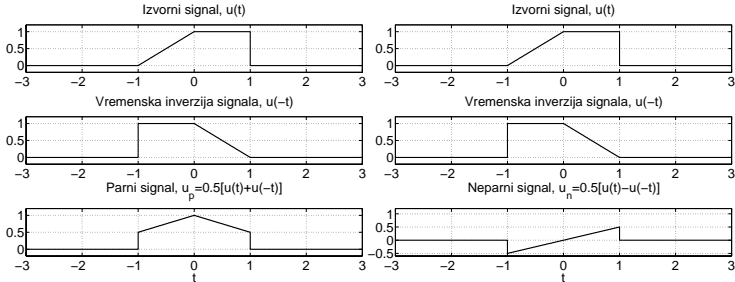 Izvorni signal, u(t)
1
0.5
0
−3 −2 −1 0 1 2 3
Vremenska inverzija signala, u(−t)
1
0.5
0
−3 −2 −1 0 1 2 3
Parni signal, u_p=0.5[u(t)+u(−t)]
1
0.5
0
−3 −2 −1 0 1 2 3
t
Izvorni signal, u(t)
1
0.5
0
−3 −2 −1 0 1 2 3
Vremenska inverzija signala, u(−t)
1
0.5
0
−3 −2 −1 0 1 2 3
Neparni signal, u_n=0.5[u(t)−u(−t)]
1
0.5
0
−0.5
−3 −2 −1 0 1 2 3
t